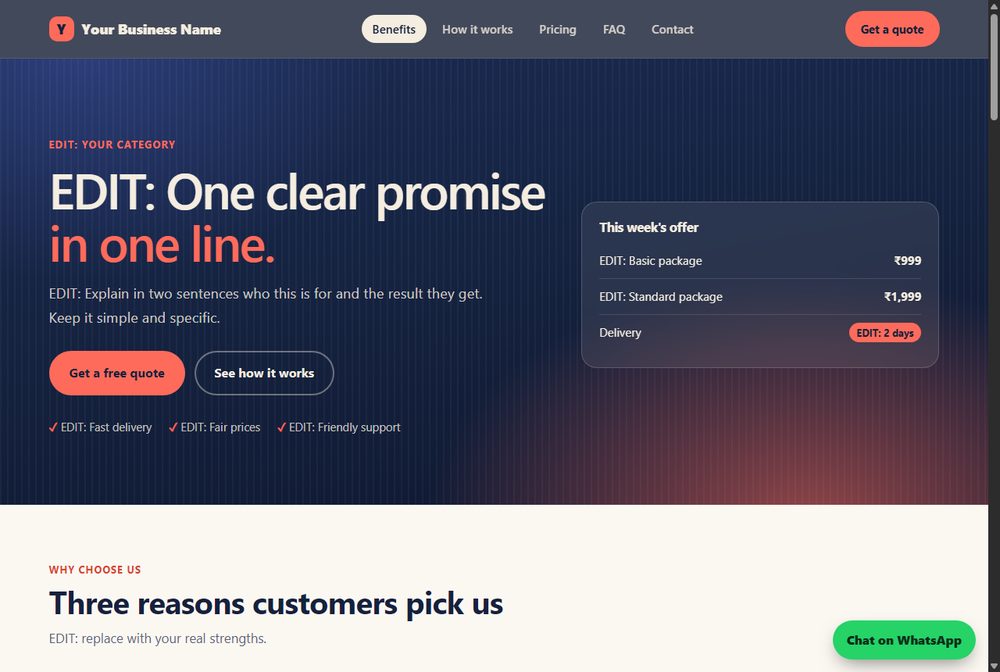 Y Your Business Name
Benefits How it works Pricing FAQ Contact
Get a quote
EDIT: YOUR CATEGORY
EDIT: One clear promise
in one line.
EDIT: Explain in two sentences who this is for and the result they get.
Keep it simple and specific.
Get a free quote See how it works
✓ EDIT: Fast delivery ✓ EDIT: Fair prices ✓ EDIT: Friendly support
This week's offer
EDIT: Basic package ₹999
EDIT: Standard package ₹1,999
Delivery EDIT: 2 days
WHY CHOOSE US
Three reasons customers pick us
EDIT: replace with your real strengths.
Chat on WhatsApp